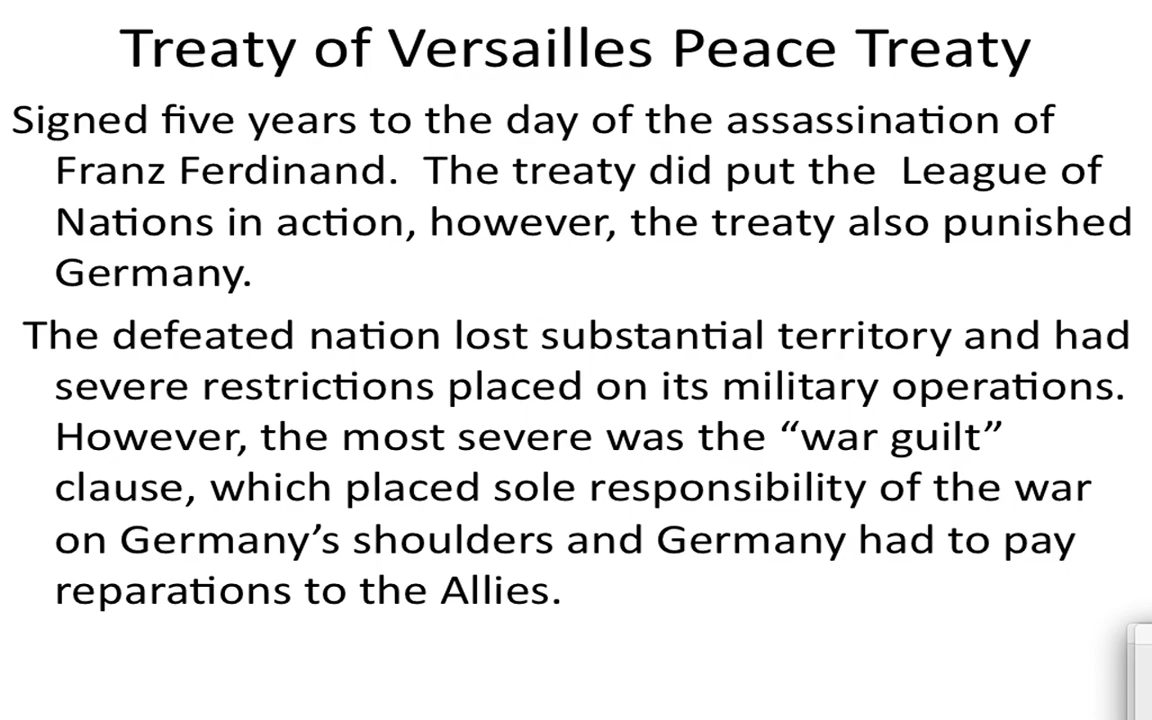 Treaty of Versailles Peace Treaty
Signed five years to the day of the assassination of
Franz Ferdinand.  The treaty did put the  League of
Nations in action, however, the treaty also punished
Germany.
The defeated nation lost substantial territory and had
severe restrictions placed on its military operations.
However, the most severe was the “war guilt”
clause, which placed sole responsibility of the war
on Germany’s shoulders and Germany had to pay
reparations to the Allies.